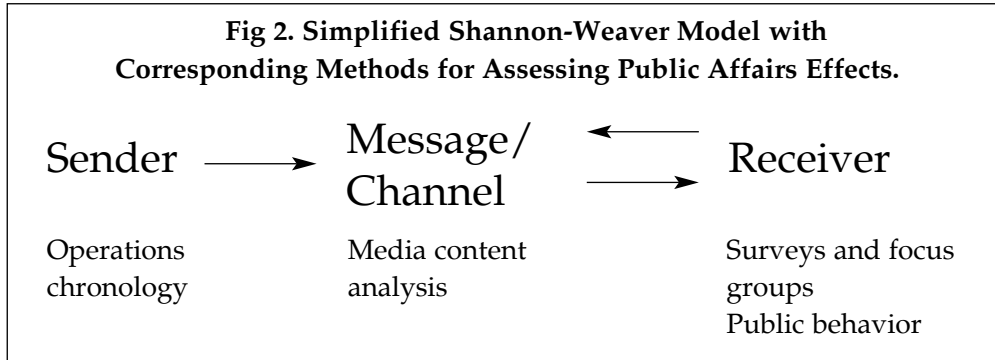 Fig 2. Simplified Shannon-Weaver Model with
Corresponding Methods for Assessing Public Affairs Effects.
Sender
Message/
Channel
Receiver
Operations
chronology
Media content
analysis
Surveys and focus
groups
Public behavior